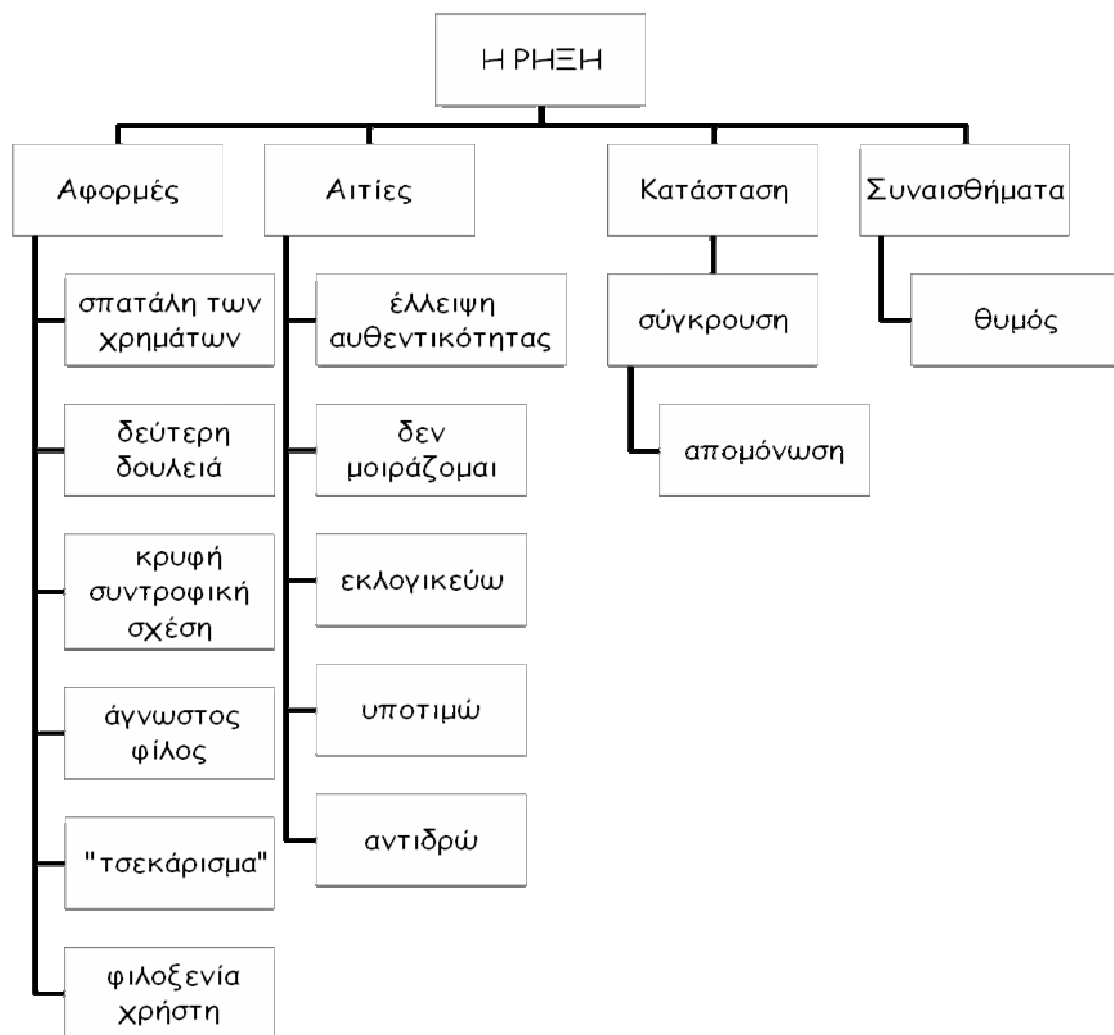 Η ΡΗΞΗ
Αφορμές
Αιτίες
Κατάσταση
Συναισθήματα
σπατάλη των
χρημάτων
δεύτερη
δουλειά
κρυφή
συντροφική
σχέση
άγνωστος
φίλος
"τσεκάρισμα"
φιλοξενία
χρήστη
έλλειψη
αυθεντικότητας
δεν
μοιράζομαι
εκλογικεύω
υποτιμώ
αντιδρώ
σύγκρουση
απομόνωση
θυμός